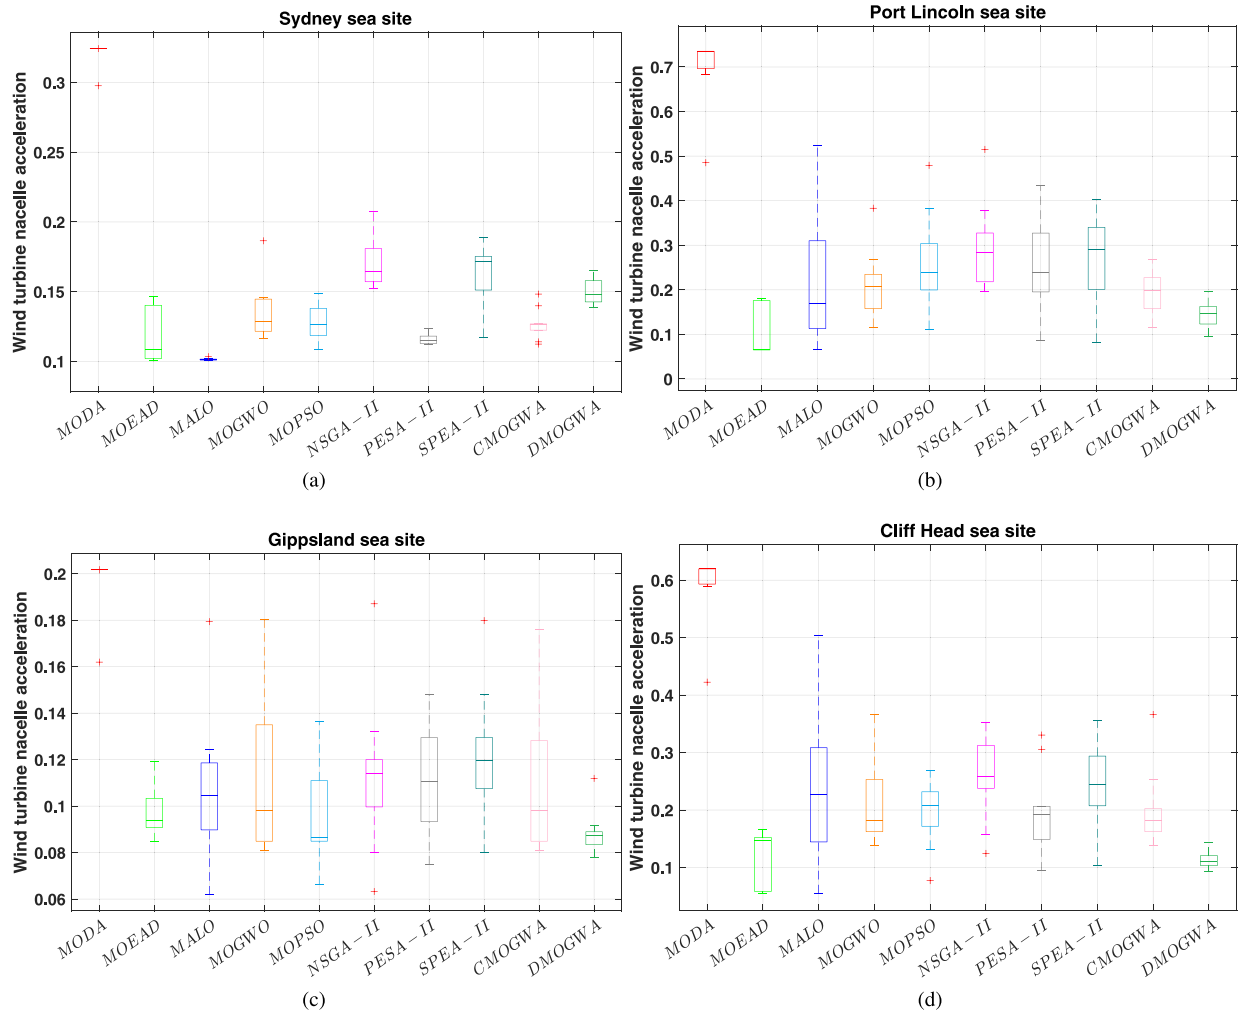 Sydney sea site
Wind turbine nacelle acceleration
0.3
0.2
0.15
0.1
MODA
MOEAD
MALO
MOGWO
MOPSO
NSGA-II
PESA-II
SPEA-II
CMOGWA
DMOGWA
(a)
Port Lincoln sea site
Wind turbine nacelle acceleration
0.7
0.5
0.4
0.3
0.2
0.1
0
MODA
MOEAD
MALO
MOGWO
MOPSO
NSGA-II
PESA-II
SPEA-II
CMOGWA
DMOGWA
(b)
Gippsland sea site
Wind turbine nacelle acceleration
0.2
0.18
0.16
0.14
0.12
0.1
0.08
0.06
MODA
MOEAD
MALO
MOGWO
MOPSO
NSGA-II
PESA-II
SPEA-II
CMOGWA
DMOGWA
(c)
Cliff Head sea site
Wind turbine nacelle acceleration
0.6
0.5
0.4
0.3
0.2
0.1
MODA
MOEAD
MALO
MOGWO
MOPSO
NSGA-II
PESA-II
SPEA-II
CMOGWA
DMOGWA
(d)